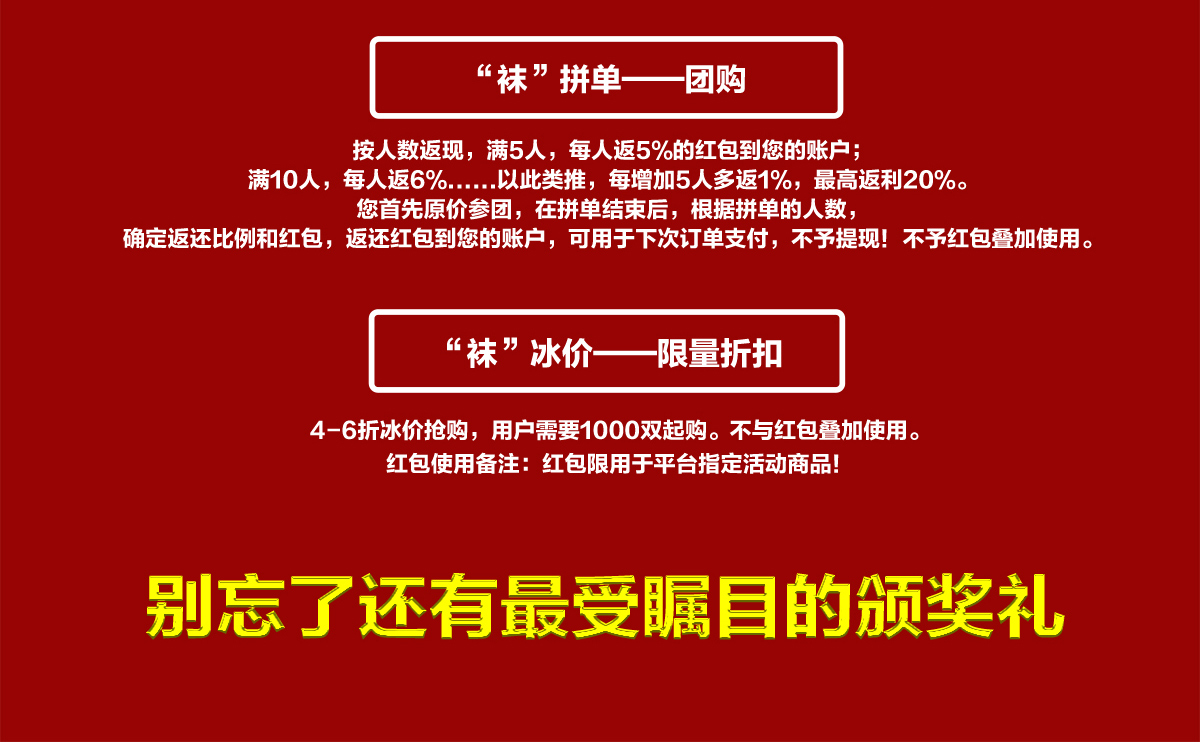 “袜”拼单——团购
按人数返现，满5人，每人返5%的红包到您的账户；
满10人，每人返6%……以此类推，每增加5人多返1%，最高返利20%。
您首先原价参团，在拼单结束后，根据拼单的人数，
确定返还比例和红包，返还红包到您的账户，可用于下次订单支付，不予提现！不予红包叠加使用。
“袜”冰价——限量折扣
4-6折冰价抢购，用户需要1000双起购。不与红包叠加使用。
红包使用备注：红包限用于平台指定活动商品！
别忘了还有最受瞩目的颁奖礼